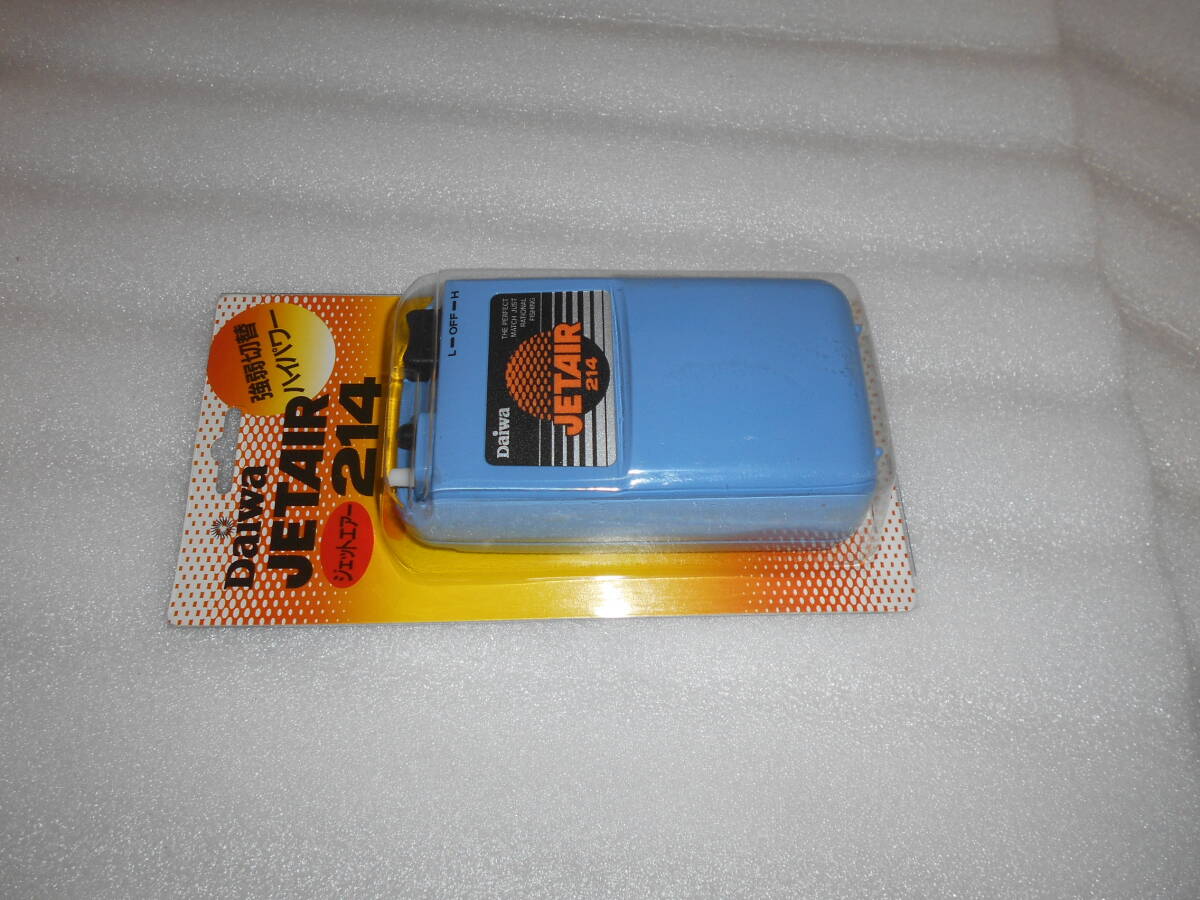 強弱切替
ハイパワー
Daiwa
JETAIR
214
ジェットエアー
L－OFF－H
THE PERFECT
MATCH JUST
RATIONAL
FISHING
JETAIR
214
Daiwa